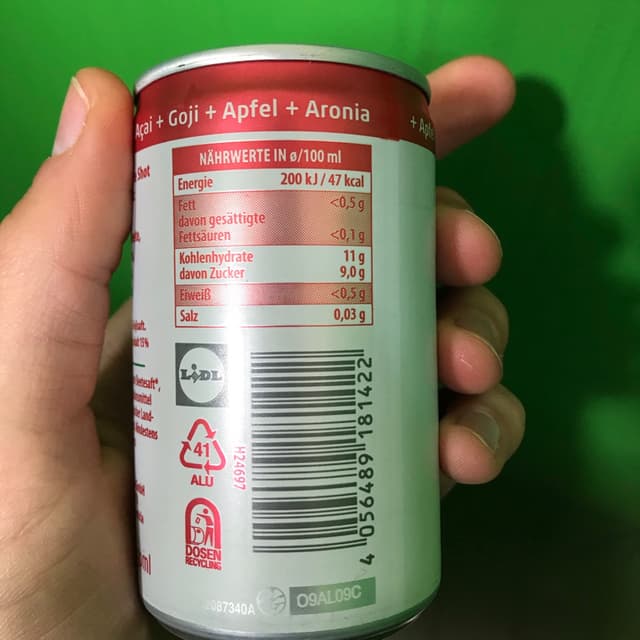 Açai + Goji + Apfel + Aronia
Shot
NÄHRWERTE IN ø/100 ml
Energie 200 kJ / 47 kcal
Fett <0,5 g
davon gesättigte
Fettsäuren <0,1 g
Kohlenhydrate 11 g
davon Zucker 9,0 g
Eiweiß <0,5 g
Salz 0,03 g
LIDL
41
ALU
H24697
DOSEN
RECYCLING
4 056489 181422
087340A
O9AL09C